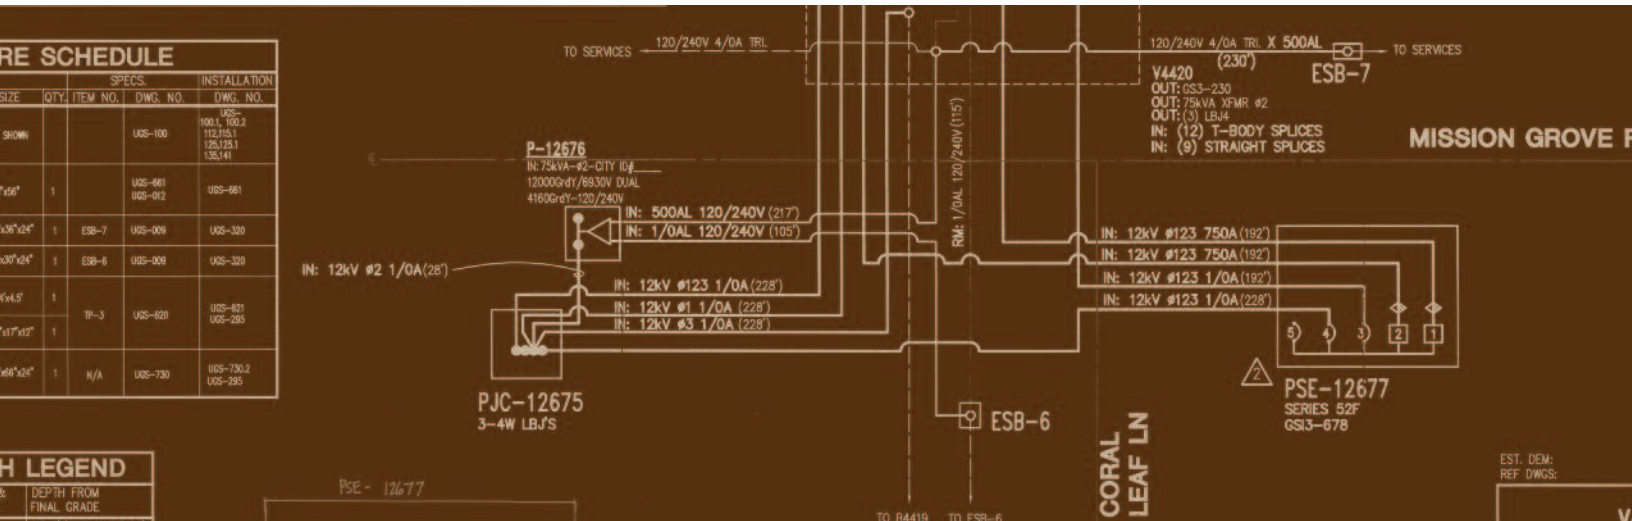 RE SCHEDULE
SPECS. INSTALLATION
SIZE QTY. ITEM NO. DWG. NO. DWG. NO.
SHOWN UGS-100 UGS-
100.1, 100.2
112,115.1
125,125.1
135,141
"x56" 1 UGS-661
UGS-012 UGS-661
x36"x24" 1 ESB-7 UGS-009 UGS-320
x30"x24" 1 ESB-6 UGS-009 UGS-320
1 TP-3 UGS-620 UGS-621
UGS-295
"x17"x12" 1
1 N/A UGS-730 UGS-730.2
UGS-295
H LEGEND
& DEPTH FROM
FINAL GRADE
TO SERVICES 120/240V 4/0A TRI.
120/240V 4/0A TRI. X 500AL
(230')
TO SERVICES
ESB-7
V4420
OUT: GS3-230
OUT: 75kVA XFMR ø2
OUT: (3) LBJ4
IN: (12) T-BODY SPLICES
IN: (9) STRAIGHT SPLICES
MISSION GROVE P
P-12676
IN: 75kVA-ø2-CITY ID#
12000GrdY/6930V DUAL
4160GrdY-120/240V
IN: 500AL 120/240V (217')
IN: 1/0AL 120/240V (105')
RM: 1/0AL 120/240V (115')
IN: 12kV ø2 1/0A (28')
IN: 12kV ø123 1/0A (228')
IN: 12kV ø1 1/0A (228')
IN: 12kV ø3 1/0A (228')
PJC-12675
3-4W LBJ'S
IN: 12kV ø123 750A (192')
IN: 12kV ø123 750A (192')
IN: 12kV ø123 1/0A (192')
IN: 12kV ø123 1/0A (228')
5 4 3 2 1
2
PSE-12677
SERIES 52F
GSI3-678
ESB-6
CORAL
LEAF LN
PSE- 12677
TO B4419 TO ESB-6
EST. DEM:
REF DWGS:
V